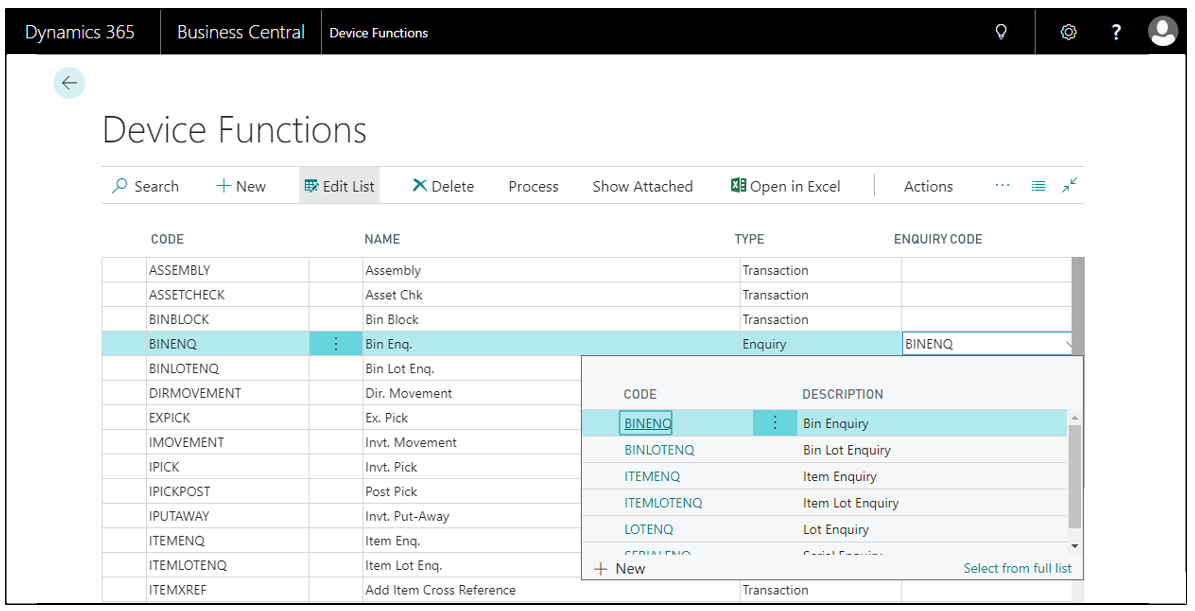 Dynamics 365 Business Central Device Functions ?
Device Functions
Search + New Edit List Delete Process Show Attached Open in Excel Actions ...
CODE NAME TYPE ENQUIRY CODE
ASSEMBLY Assembly Transaction
ASSETCHECK Asset Chk Transaction
BINBLOCK Bin Block Transaction
BINENQ Bin Enq. Enquiry BINENQ
BINLOTENQ Bin Lot Enq.
DIRMOVEMENT Dir. Movement CODE DESCRIPTION
EXPICK Ex. Pick BINENQ Bin Enquiry
IMOVEMENT Invt. Movement BINLOTENQ Bin Lot Enquiry
IPICK Invt. Pick ITEMENQ Item Enquiry
IPICKPOST Post Pick ITEMLOTENQ Item Lot Enquiry
IPUTAWAY Invt. Put-Away LOTENQ Lot Enquiry
ITEMENQ Item Enq. SERIALENQ Serial Enquiry
ITEMLOTENQ Item Lot Enq. + New Select from full list
ITEMXREF Add Item Cross Reference Transaction